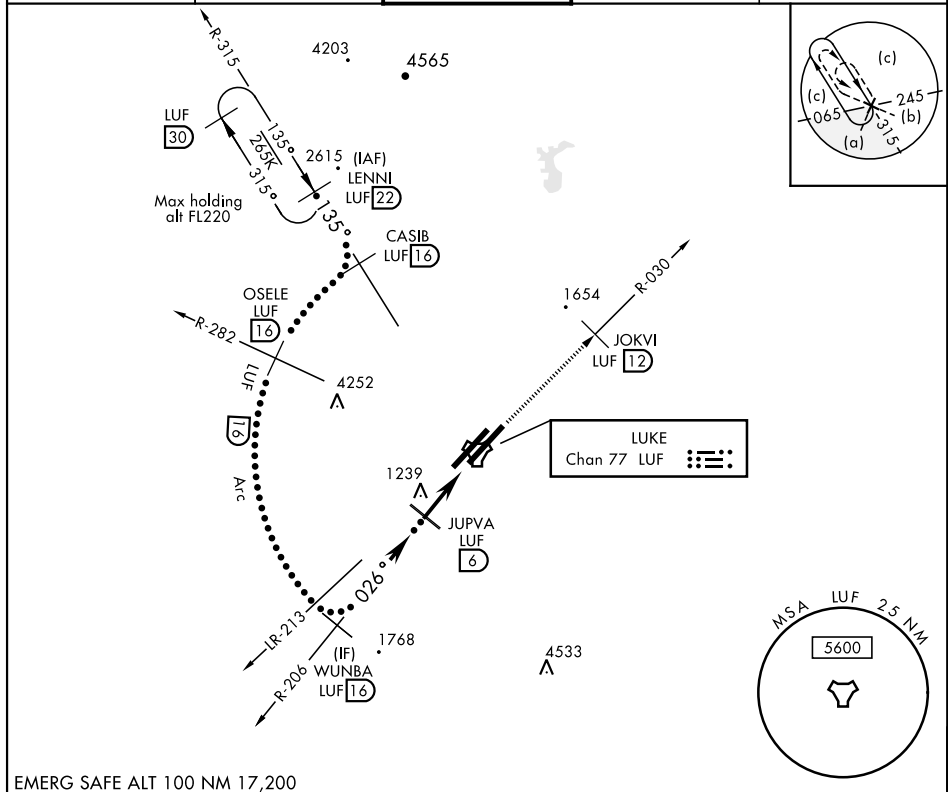 R-315
4203
4565
LUF
30
135°
265K
315°
2615
(IAF)
LENNI
LUF 22
Max holding
alt FL220
135°
CASIB
LUF 16
OSELE
LUF
16
R-282
LUF
16
Arc
4252
1654
R-030
JOKVI
LUF 12
LUKE
Chan 77 LUF
1239
JUPVA
LUF
6
026°
LR-213
R-206
(IF)
WUNBA
LUF 16
1768
4533
(c)
(c)
065
245
(b)
(a)
315
MSA LUF 25 NM
5600
EMERG SAFE ALT 100 NM 17,200